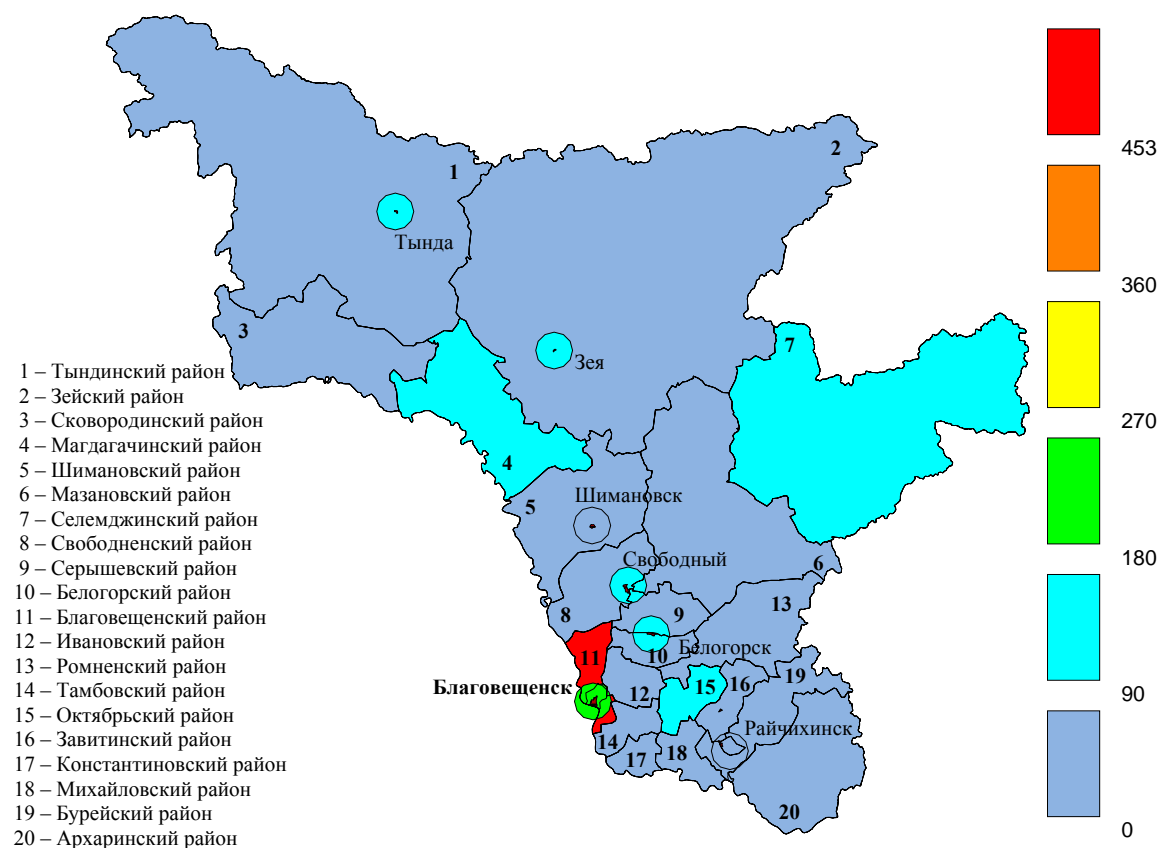 453
2
1
Тында
360
3
7
Зея
1 – Тындинский район
2 – Зейский район
3 – Сковородинский район
270
4 – Магдагачинский район
4
5 – Шимановский район
Шимановск
6 – Мазановский район
5
7 – Селемджинский район
8 – Свободненский район
Свободный
180
6
9 – Серышевский район
10 – Белогорский район
13
8
9
11 – Благовещенский район
12 – Ивановский район
Белогорск
11
10
13 – Ромненский район
19
90
Благовещенск
15
16
14 – Тамбовский район
12
15 – Октябрьский район
Райчихинск
16 – Завитинский район
14
17
18
17 – Константиновский район
18 – Михайловский район
19 – Бурейский район
20
0
20 – Архаринский район